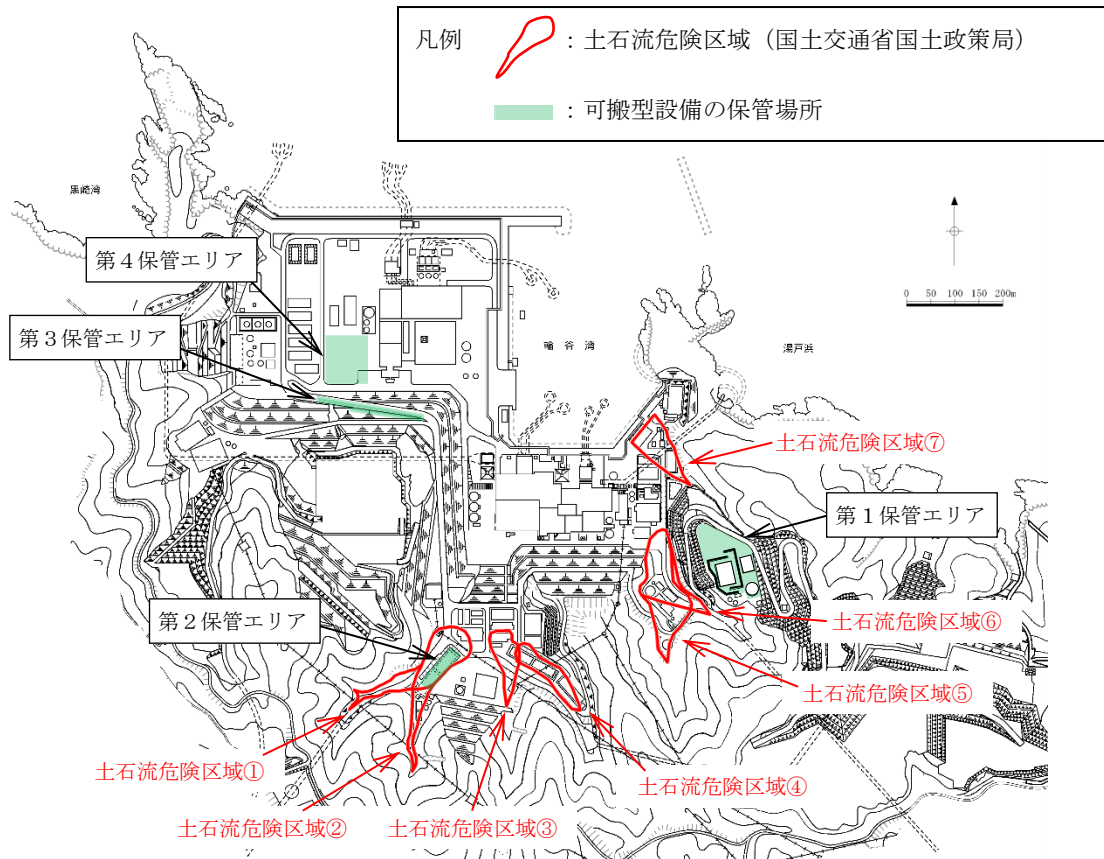 凡例
：土石流危険区域（国土交通省国土政策局）
：可搬型設備の保管場所
黒崎湾
第４保管エリア
第３保管エリア
輪谷湾
湯戸浜
0 50 100 150 200m
土石流危険区域⑦
第１保管エリア
第２保管エリア
土石流危険区域⑥
土石流危険区域⑤
土石流危険区域①
土石流危険区域④
土石流危険区域②
土石流危険区域③